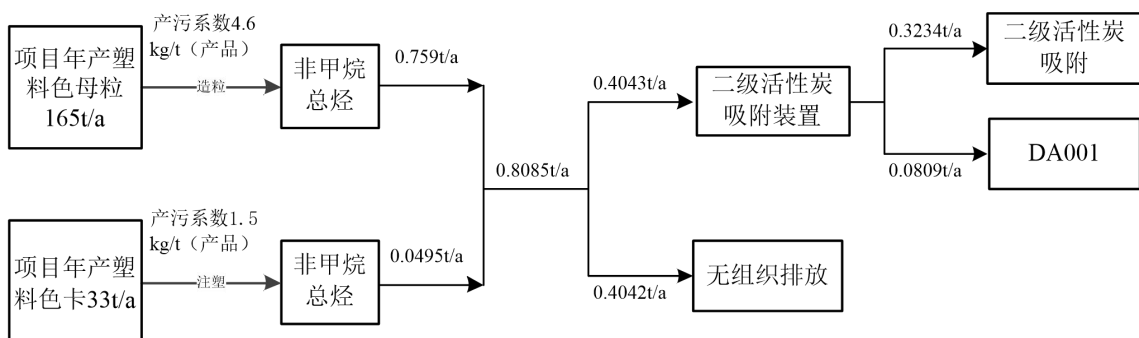 项目年产塑
料色母粒
165t/a
产污系数4.6
kg/t（产品）
造粒
非甲烷
总烃
0.759t/a
项目年产塑
料色卡33t/a
产污系数1.5
kg/t（产品）
注塑
非甲烷
总烃
0.0495t/a
0.8085t/a
0.4043t/a
二级活性炭
吸附装置
0.3234t/a
二级活性炭
吸附
0.0809t/a
DA001
0.4042t/a
无组织排放